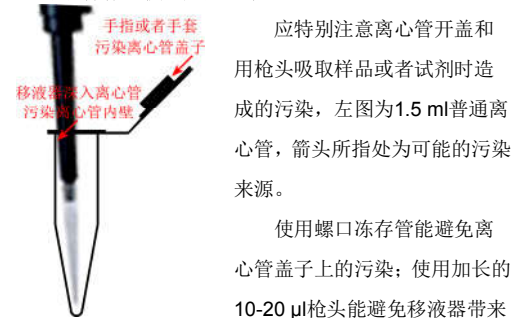 手指或者手套
污染离心管盖子
移液器深入离心管
污染离心管内壁
应特别注意离心管开盖和
用枪头吸取样品或者试剂时造
成的污染，左图为1.5 ml普通离
心管，箭头所指处为可能的污染
来源。
使用螺口冻存管能避免离
心管盖子上的污染；使用加长的
10-20 μl枪头能避免移液器带来